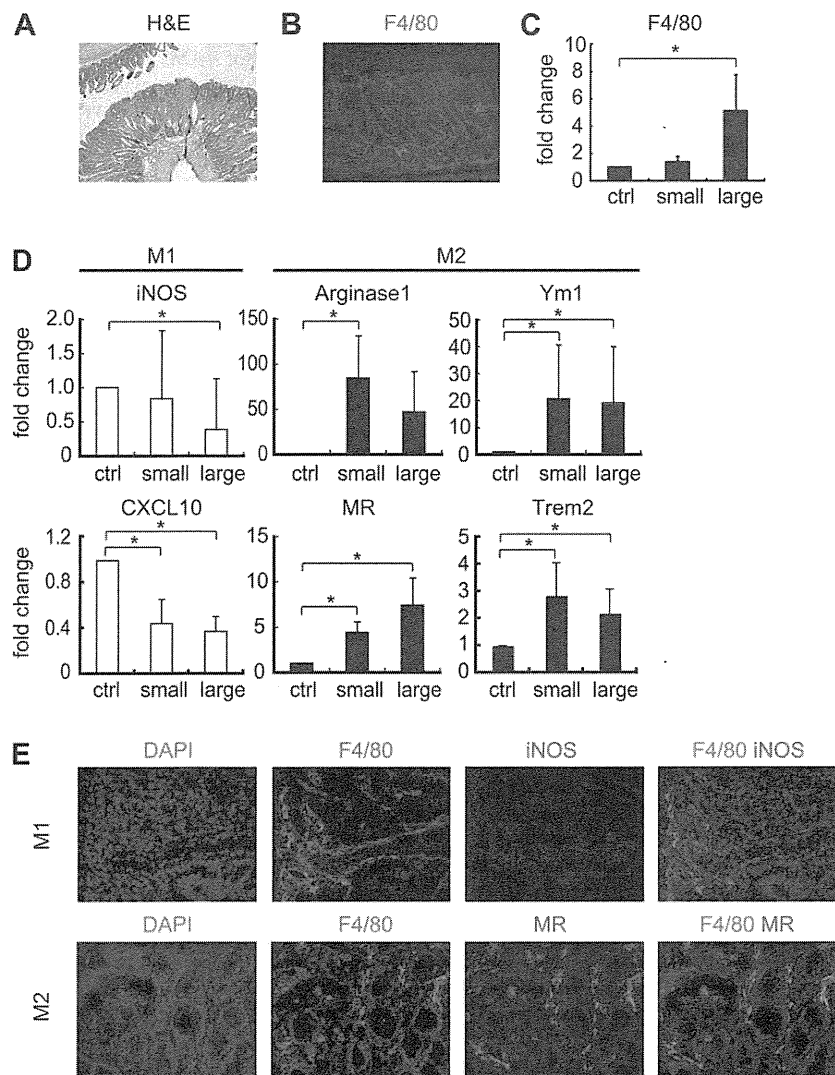 A H&E B F4/80 C F4/80
fold change
10
8
6
4
2
0
*
ctrl small large
D M1 M2
iNOS Arginase1 Ym1
fold change
2.0
1.5
1.0
0.5
0
*
ctrl small large
150
100
50
0
*
ctrl small large
50
40
30
20
10
0
*
*
ctrl small large
CXCL10 MR Trem2
fold change
1.2
0.8
0.4
0
*
*
ctrl small large
15
10
5
0
*
*
ctrl small large
5
4
3
2
1
0
*
*
ctrl small large
E DAPI F4/80 iNOS F4/80 iNOS
M1
DAPI F4/80 MR F4/80 MR
M2